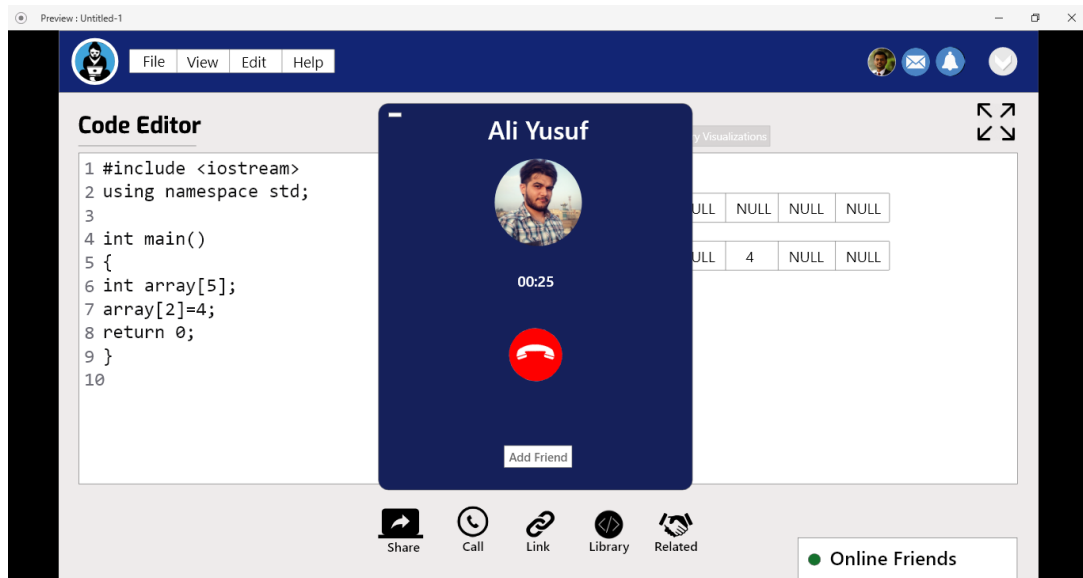 Preview : Untitled-1
File View Edit Help
Code Editor
1 #include <iostream>
2 using namespace std;
3
4 int main()
5 {
6 int array[5];
7 array[2]=4;
8 return 0;
9 }
10
Ali Yusuf
00:25
Add Friend
Visualizations
NULL NULL NULL
4 NULL NULL
Share Call Link Library Related
Online Friends